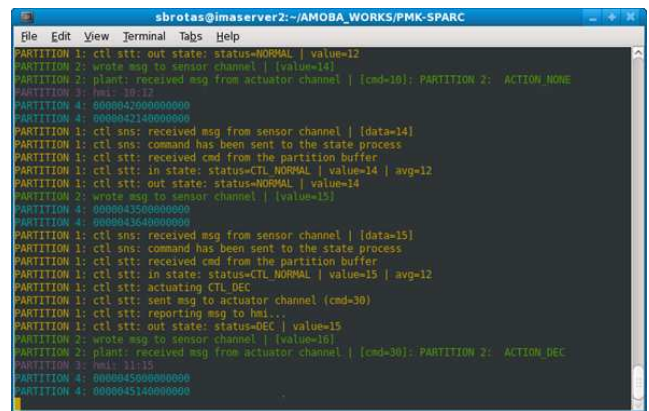 sbrotas@imaserver2:~/AMOBA_WORKS/PMK-SPARC
File Edit View Terminal Tabs Help
PARTITION 1: ctl stt: out state: status=NORMAL | value=12
PARTITION 2: wrote msg to sensor channel | [value=14]
PARTITION 2: plant: received msg from actuator channel | [cmd=10]: PARTITION 2: ACTION_NONE
PARTITION 3: hmi: 10:12
PARTITION 4: 0000042000000000
PARTITION 4: 0000042140000000
PARTITION 1: ctl sns: received msg from sensor channel | [data=14]
PARTITION 1: ctl sns: command has been sent to the state process
PARTITION 1: ctl stt: received cmd from the partition buffer
PARTITION 1: ctl stt: in state: status=CTL_NORMAL | value=14 | avg=12
PARTITION 1: ctl stt: out state: status=NORMAL | value=14
PARTITION 2: wrote msg to sensor channel | [value=15]
PARTITION 4: 0000043500000000
PARTITION 4: 0000043640000000
PARTITION 1: ctl sns: received msg from sensor channel | [data=15]
PARTITION 1: ctl sns: command has been sent to the state process
PARTITION 1: ctl stt: received cmd from the partition buffer
PARTITION 1: ctl stt: in state: status=CTL_NORMAL | value=15 | avg=12
PARTITION 1: ctl stt: actuating CTL_DEC
PARTITION 1: ctl stt: sent msg to actuator channel (cmd=30)
PARTITION 1: ctl stt: reporting msg to hmi...
PARTITION 1: ctl stt: out state: status=DEC | value=15
PARTITION 2: wrote msg to sensor channel | [value=16]
PARTITION 2: plant: received msg from actuator channel | [cmd=30]: PARTITION 2: ACTION_DEC
PARTITION 3: hmi: 11:15
PARTITION 4: 0000045000000000
PARTITION 4: 0000045140000000